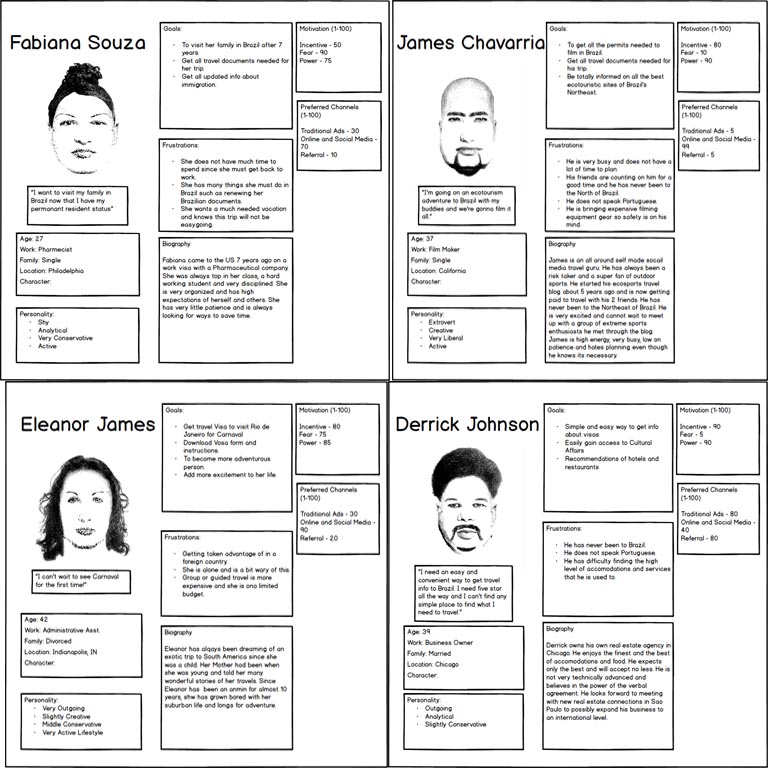 Fabiana Souza
"I want to visit my family in
Brazil now that I have my
permanant resident status"
Age: 27
Work: Pharmecist
Family: Single
Location: Philadelphia
Character:
Personality:
· Shy
· Analytical
· Very Conservative
· Active
Goals:
· To visit her family in Brazil after 7
years.
· Get all travel documents needed for
her trip.
· Get all updated info about
immigration.
Frustrations:
· She does not have much time to
spend since she must get back to
work.
· She has many things she must do in
Brazil such as renewing her
Brazilian documents.
· She wants a much needed vacation
and knows this trip will not be
easygoing.
Biography
Fabiana came to the US 7 years ago on a
work visa with a Pharmaceutical company.
She was always top in her class, a hard
working student and very disciplined. She
is very organized and has high
expectations of herself and others. She
has very little patience and is always
looking for ways to save time.
Motivation (1-100)
Incentive - 50
Fear - 90
Power - 75
Preferred Channels
(1-100)
Traditional Ads - 30
Online and Social Media -
70
Referral - 10
James Chavarria
"I'm going on an ecotourism
adventure to Brazil with my
buddies and we're gonna film it
all."
Age: 37
Work: Film Maker
Family: Single
Location: California
Character:
Personality:
· Extrovert
· Creative
· Very Liberal
· Active
Goals:
· To get all the permits needed to
film in Brazil.
· Get all travel documents needed for
his trip.
· Be totally informed on all the best
ecotouristic sites of Brazil's
Northeast.
Frustrations:
· He is very busy and does not have a
lot of time to plan.
· His friends are counting on him for a
good time and he has never been to
the North of Brazil.
· He does not speak Portuguese.
· He is bringing expensive filming
equipment gear so safety is on his
mind.
Biography
James is an all around self made socail
media travel guru. He has always been a
risk taker and a super fan of outdoor
sports. He started his ecosports travel
blog about 5 years ago and is now getting
paid to travel with his 2 friends. He has
never been to the Northeast of Brazil. He
is very excited and cannot wait to meet
up with a group of extreme sports
enthusiasts he met through the blog.
James is high energy, very busy, low on
patience and hates planning even though
he knows its necessary.
Motivation (1-100)
Incentive - 80
Fear - 10
Power - 90
Preferred Channels
(1-100)
Traditional Ads - 5
Online and Social Media -
99
Referral - 5
Eleanor James
"I can't wait to see Carnaval
for the first time!"
Age: 42
Work: Administrative Asst.
Family: Divorced
Location: Indianapolis, IN
Character:
Personality:
· Very Outgoing
· Slightly Creative
· Middle Conservative
· Very Active Lifestyle
Goals:
· Get travel Visa to visit Rio de
Janeiro for Carnaval
· Download Vosa form and
instructions.
· To become more adventurous
person.
· Add more excitement to her life.
Frustrations:
· Getting taken advantage of in a
foreign country.
· She is alone and is a bit wary of this
· Group or guided travel is more
expensive and she is ona limited
budget.
Biography
Eleanor has alqays been dreaming of an
exotic trip to South America since she
was a child. Her Mother had been when
she was young and told her many
wonderful stories of her travels. Since
Eleanor has been an anmin for almost 10
years, shw has grown bored with her
suburban life and longs for adventure.
Motivation (1-100)
Incentive - 80
Fear - 75
Power - 85
Preferred Channels
(1-100)
Traditional Ads - 30
Online and Social Media -
90
Referral - 20
Derrick Johnson
"I need an easy and
convenient way to get travel
info to Brazil. I need five star
all the way and I can't find any
simple place to find what I
need to travel."
Age: 39
Work: Business Owner
Family: Married
Location: Chicago
Character:
Personality:
· Outgoing
· Analytical
· Slightly Conservative
Goals:
· Simple and easy way to get info
about visas
· Easily gain access to Cultural
Affairs
· Recommendations of hotels and
restaurants
Frustrations:
· He has never been to Brazil.
· He does not speak Portuguese.
· He has difficulty finding the high
level of accomodations and services
that he is used to.
Biography
Derrick owns his own real estate agency in
Chicago. He enjoys the finest and the best
of accomodations and food. He expects
only the best and will accept no less. He is
not very technically advanced and
believes in the power of the verbal
agreement. He looks forward to meeting
with new real estate connections in Sao
Paulo to possibly expand his business to
an international level.
Motivation (1-100)
Incentive - 90
Fear - 5
Power - 90
Preferred Channels
(1-100)
Traditional Ads - 80
Online and Social Media -
40
Referral - 80